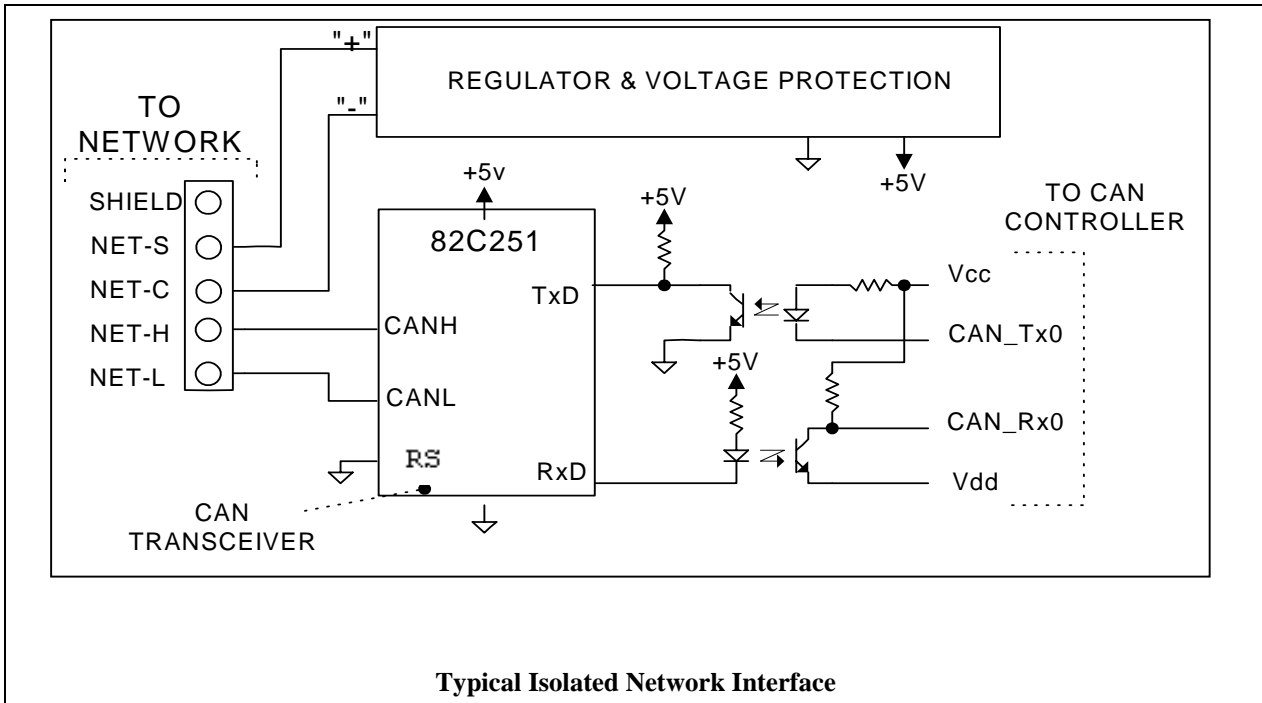 "+"
REGULATOR & VOLTAGE PROTECTION
"-"
TO
NETWORK
+5v
+5V
+5V
TO CAN
CONTROLLER
SHIELD
NET-S
NET-C
NET-H
NET-L
82C251
TxD
CANH
CANL
RS
RxD
+5V
Vcc
CAN_Tx0
CAN_Rx0
Vdd
CAN
TRANSCEIVER
Typical Isolated Network Interface